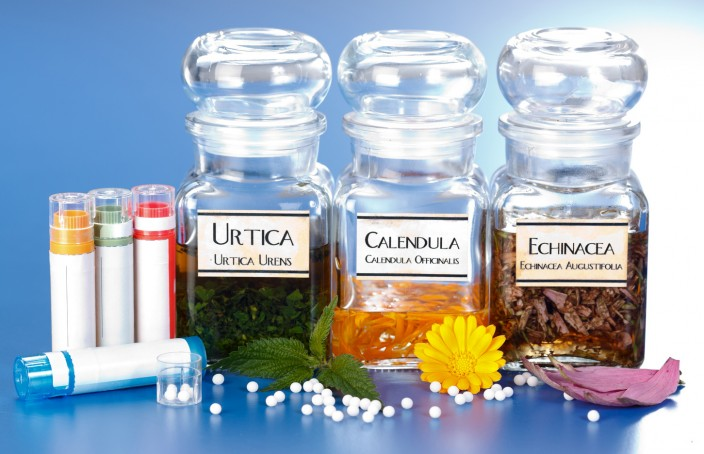 URTICA
URTICA URENS
CALENDULA
CALENDULA OFFICINALIS
ECHINACEA
ECHINACEA AUGUSTIFOLIA